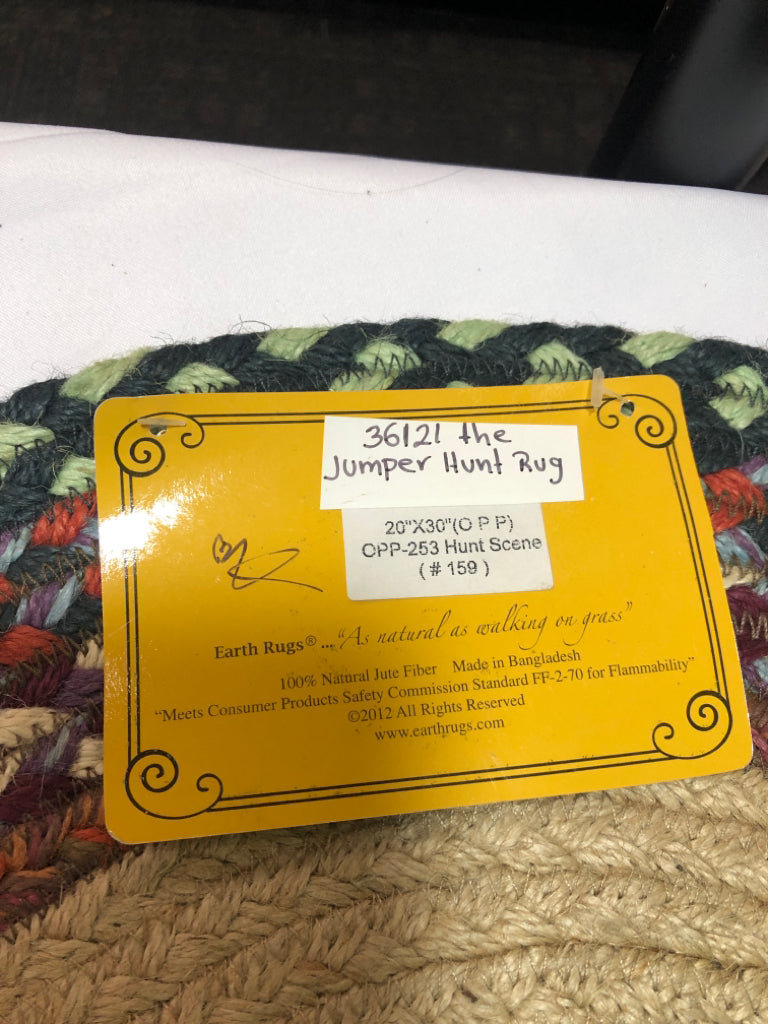 36121 the
Jumper Hunt Rug
20"X30"(O P P)
OPP-253 Hunt Scene
( # 159 )
Earth Rugs® ... "As natural as walking on grass"
100% Natural Jute Fiber Made in Bangladesh
"Meets Consumer Products Safety Commission Standard FF-2-70 for Flammability"
©2012 All Rights Reserved
www.earthrugs.com